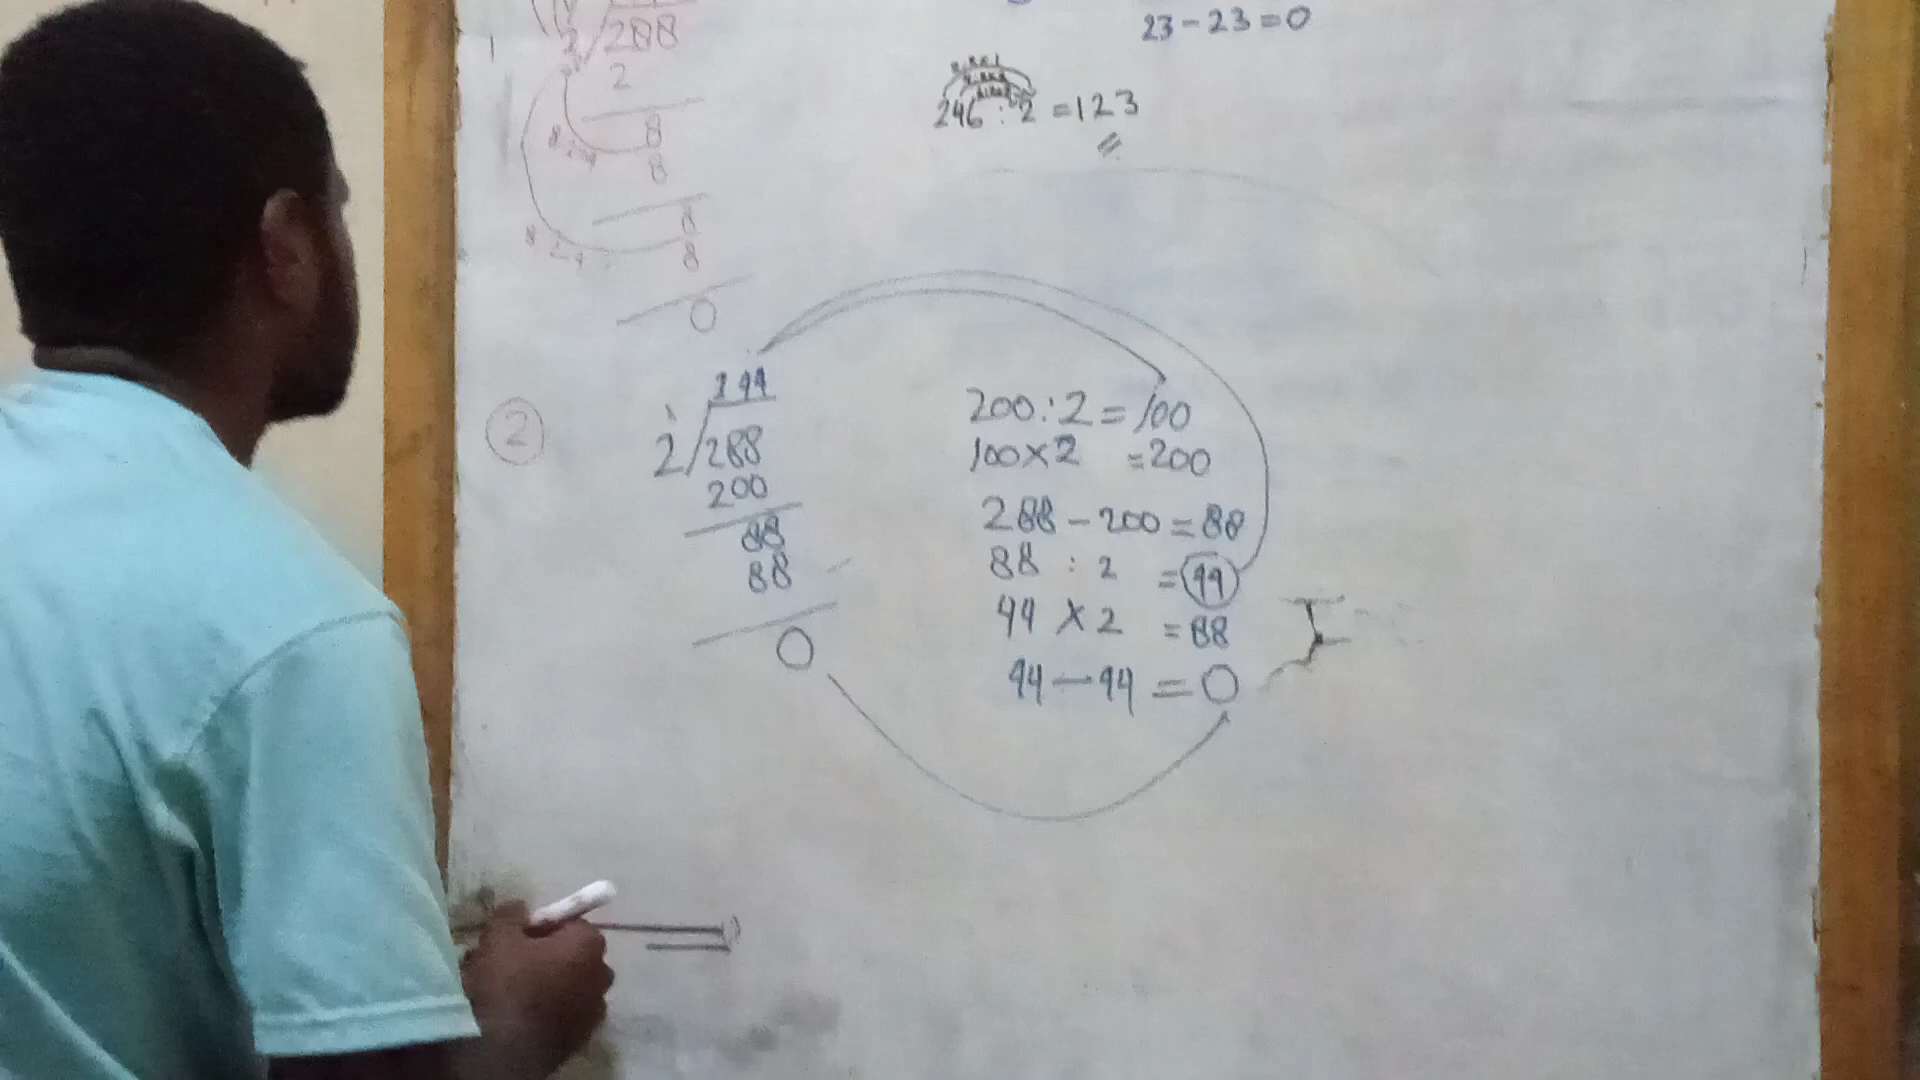 23 - 23 = 0
2 288
2
8
8
8
8
0
246 : 2 = 123
2
144
2 288
200
88
88
0
200 : 2 = 100
100 x 2 = 200
288 - 200 = 88
88 : 2 = 44
44 x 2 = 88
44 - 44 = 0